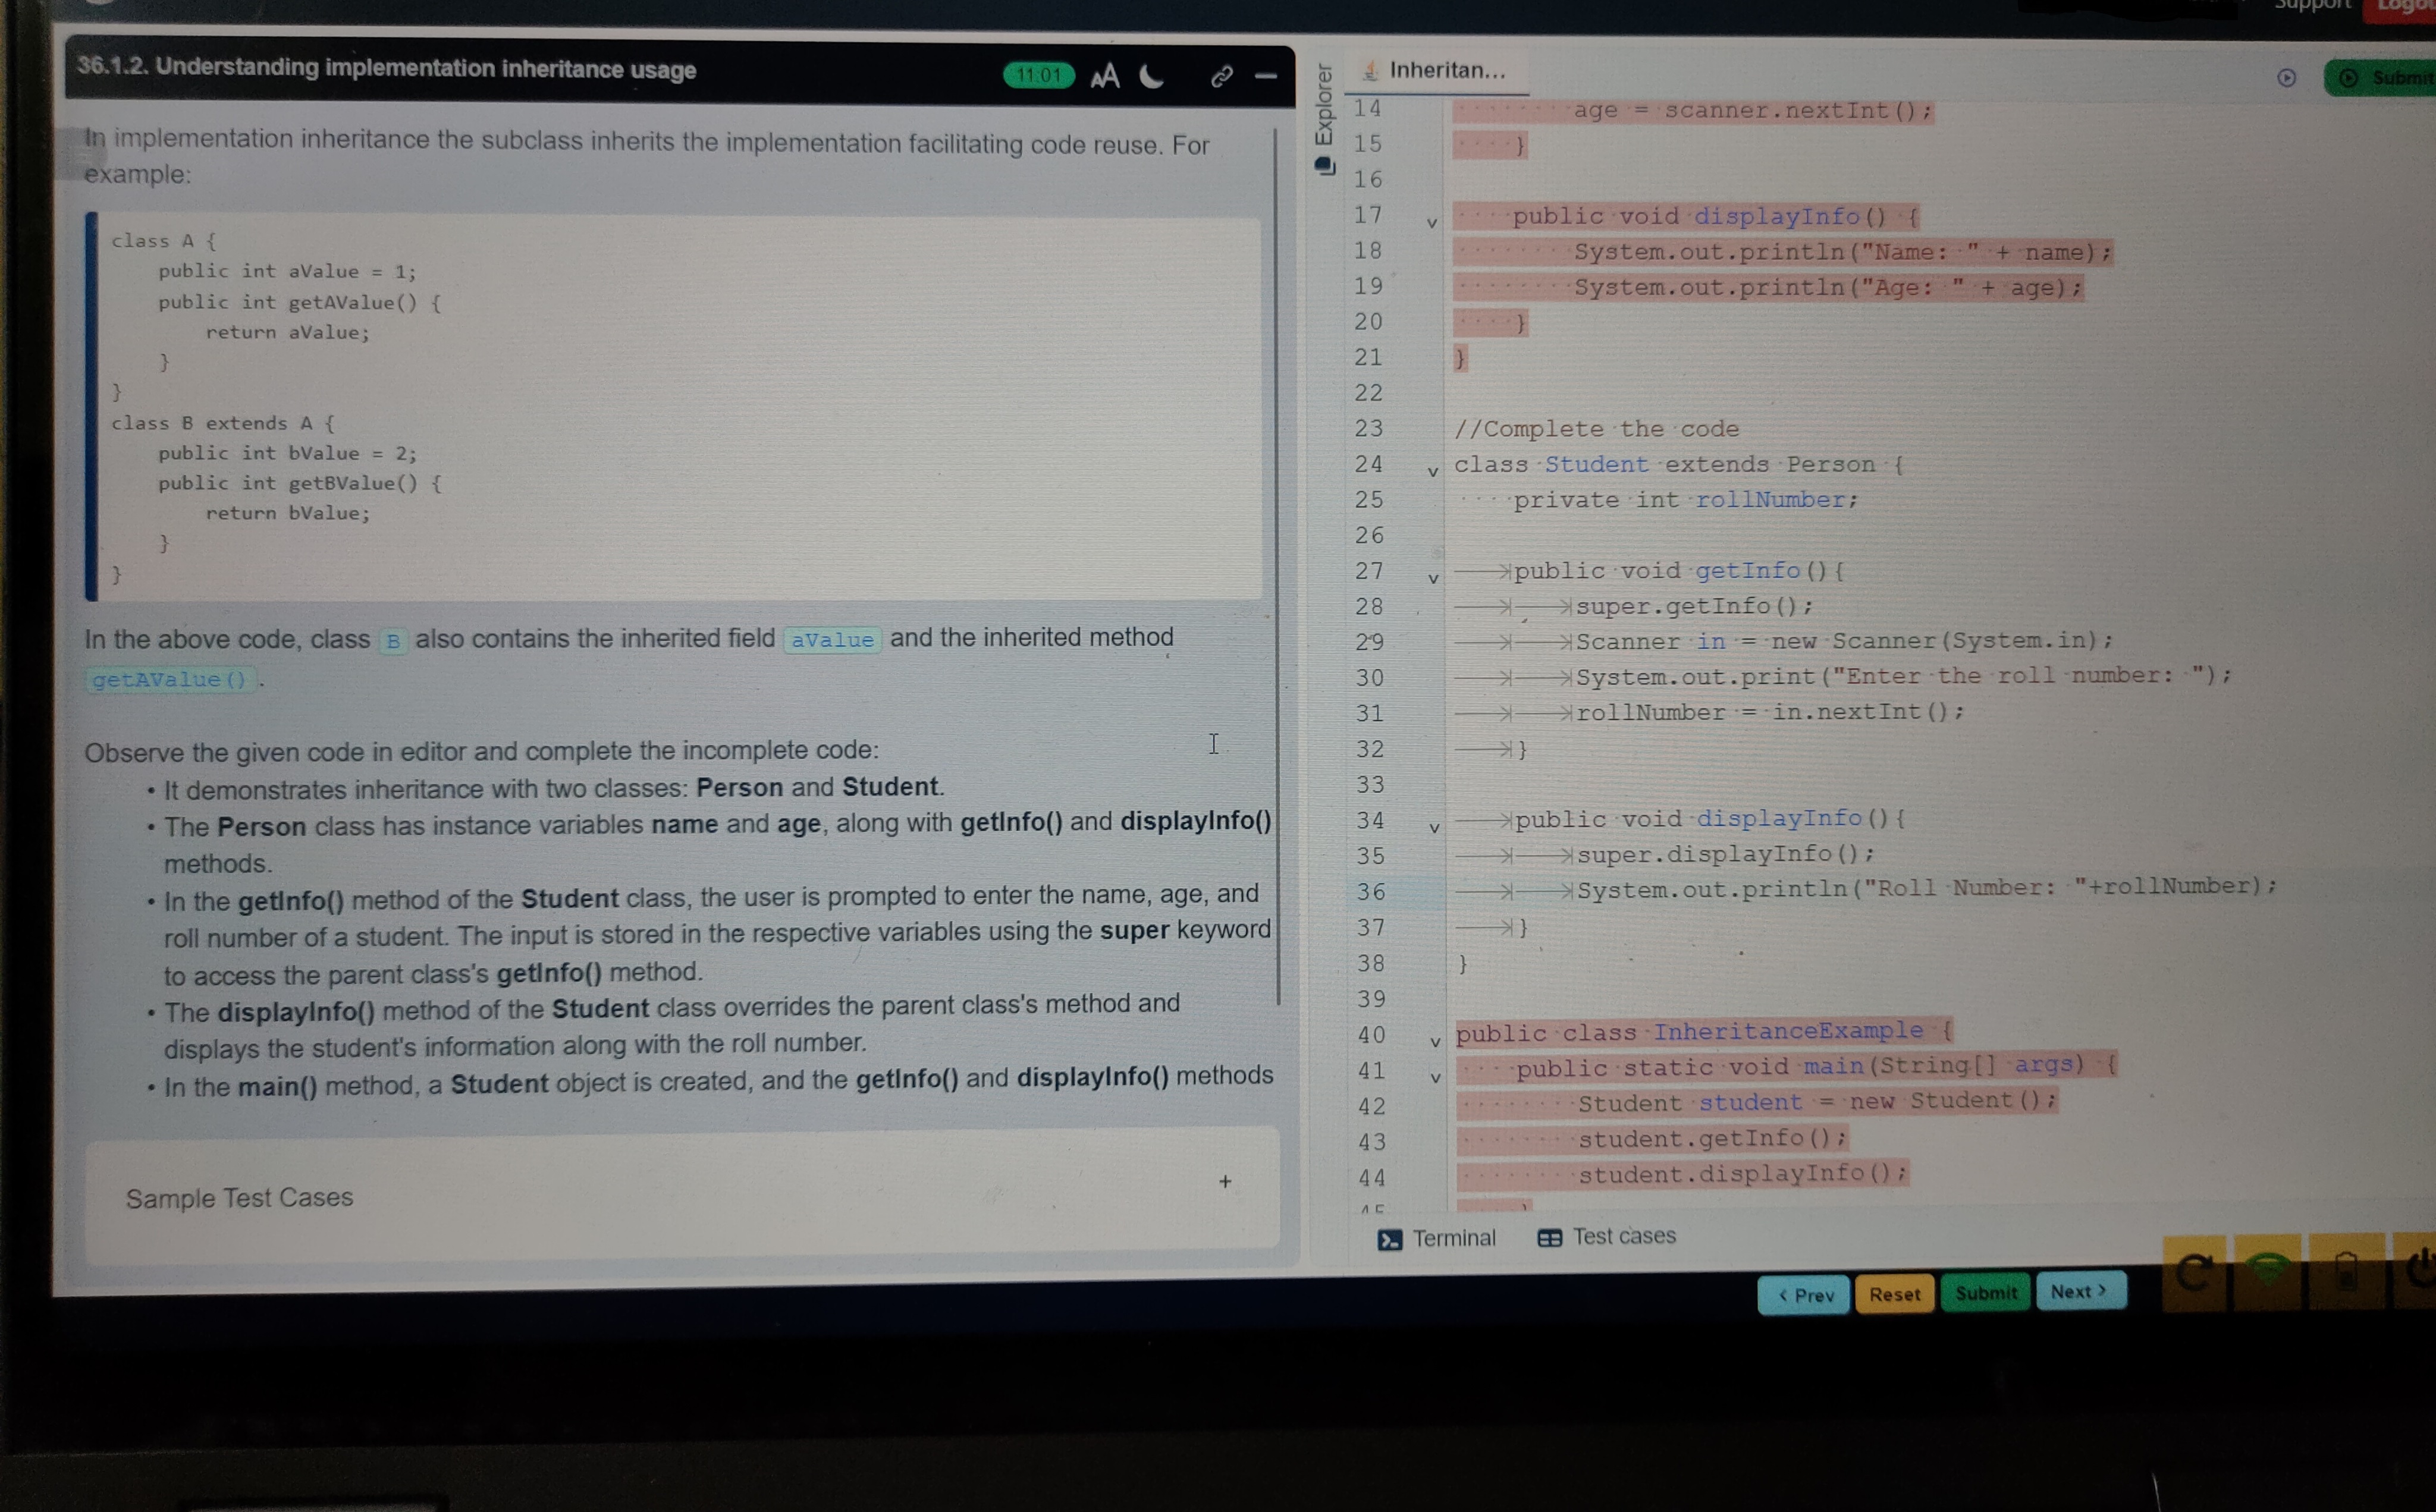 Support
Logou
36.1.2. Understanding implementation inheritance usage
11:01
AA
In implementation inheritance the subclass inherits the implementation facilitating code reuse. For
example:
class A {
public int aValue = 1;
public int getAValue() {
return aValue;
}
}
class B extends A {
public int bValue = 2;
public int getBValue() {
return bValue;
}
}
In the above code, class B also contains the inherited field aValue and the inherited method
getAValue() .
Observe the given code in editor and complete the incomplete code:
• It demonstrates inheritance with two classes: Person and Student.
• The Person class has instance variables name and age, along with getInfo() and displayInfo()
methods.
• In the getInfo() method of the Student class, the user is prompted to enter the name, age, and
roll number of a student. The input is stored in the respective variables using the super keyword
to access the parent class's getInfo() method.
• The displayInfo() method of the Student class overrides the parent class's method and
displays the student's information along with the roll number.
• In the main() method, a Student object is created, and the getInfo() and displayInfo() methods
Sample Test Cases
+
Explorer
Inheritan...
Submit
14 age = scanner.nextInt();
15 }
16
17 public void displayInfo() {
18 System.out.println("Name: " + name);
19 System.out.println("Age: " + age);
20 }
21 }
22
23 //Complete the code
24 class Student extends Person {
25 private int rollNumber;
26
27 public void getInfo(){
28 super.getInfo();
29 Scanner in = new Scanner(System.in);
30 System.out.print("Enter the roll number: ");
31 rollNumber = in.nextInt();
32 }
33
34 public void displayInfo(){
35 super.displayInfo();
36 System.out.println("Roll Number: "+rollNumber);
37 }
38 }
39
40 public class InheritanceExample {
41 public static void main(String[] args) {
42 Student student = new Student();
43 student.getInfo();
44 student.displayInfo();
Terminal
Test cases
< Prev
Reset
Submit
Next >